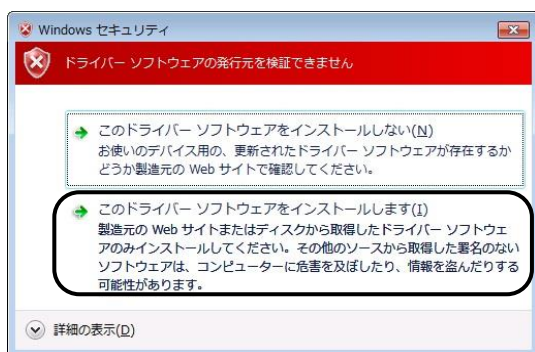 Windows セキュリティ
ドライバー ソフトウェアの発行元を検証できません
このドライバー ソフトウェアをインストールしない(N)
お使いのデバイス用の、更新されたドライバー ソフトウェアが存在するか
どうか製造元の Web サイトで確認してください。
このドライバー ソフトウェアをインストールします(I)
製造元の Web サイトまたはディスクから取得したドライバー ソフトウェ
アのみインストールしてください。その他のソースから取得した署名のない
ソフトウェアは、コンピューターに危害を及ぼしたり、情報を盗んだりする
可能性があります。
詳細の表示(D)